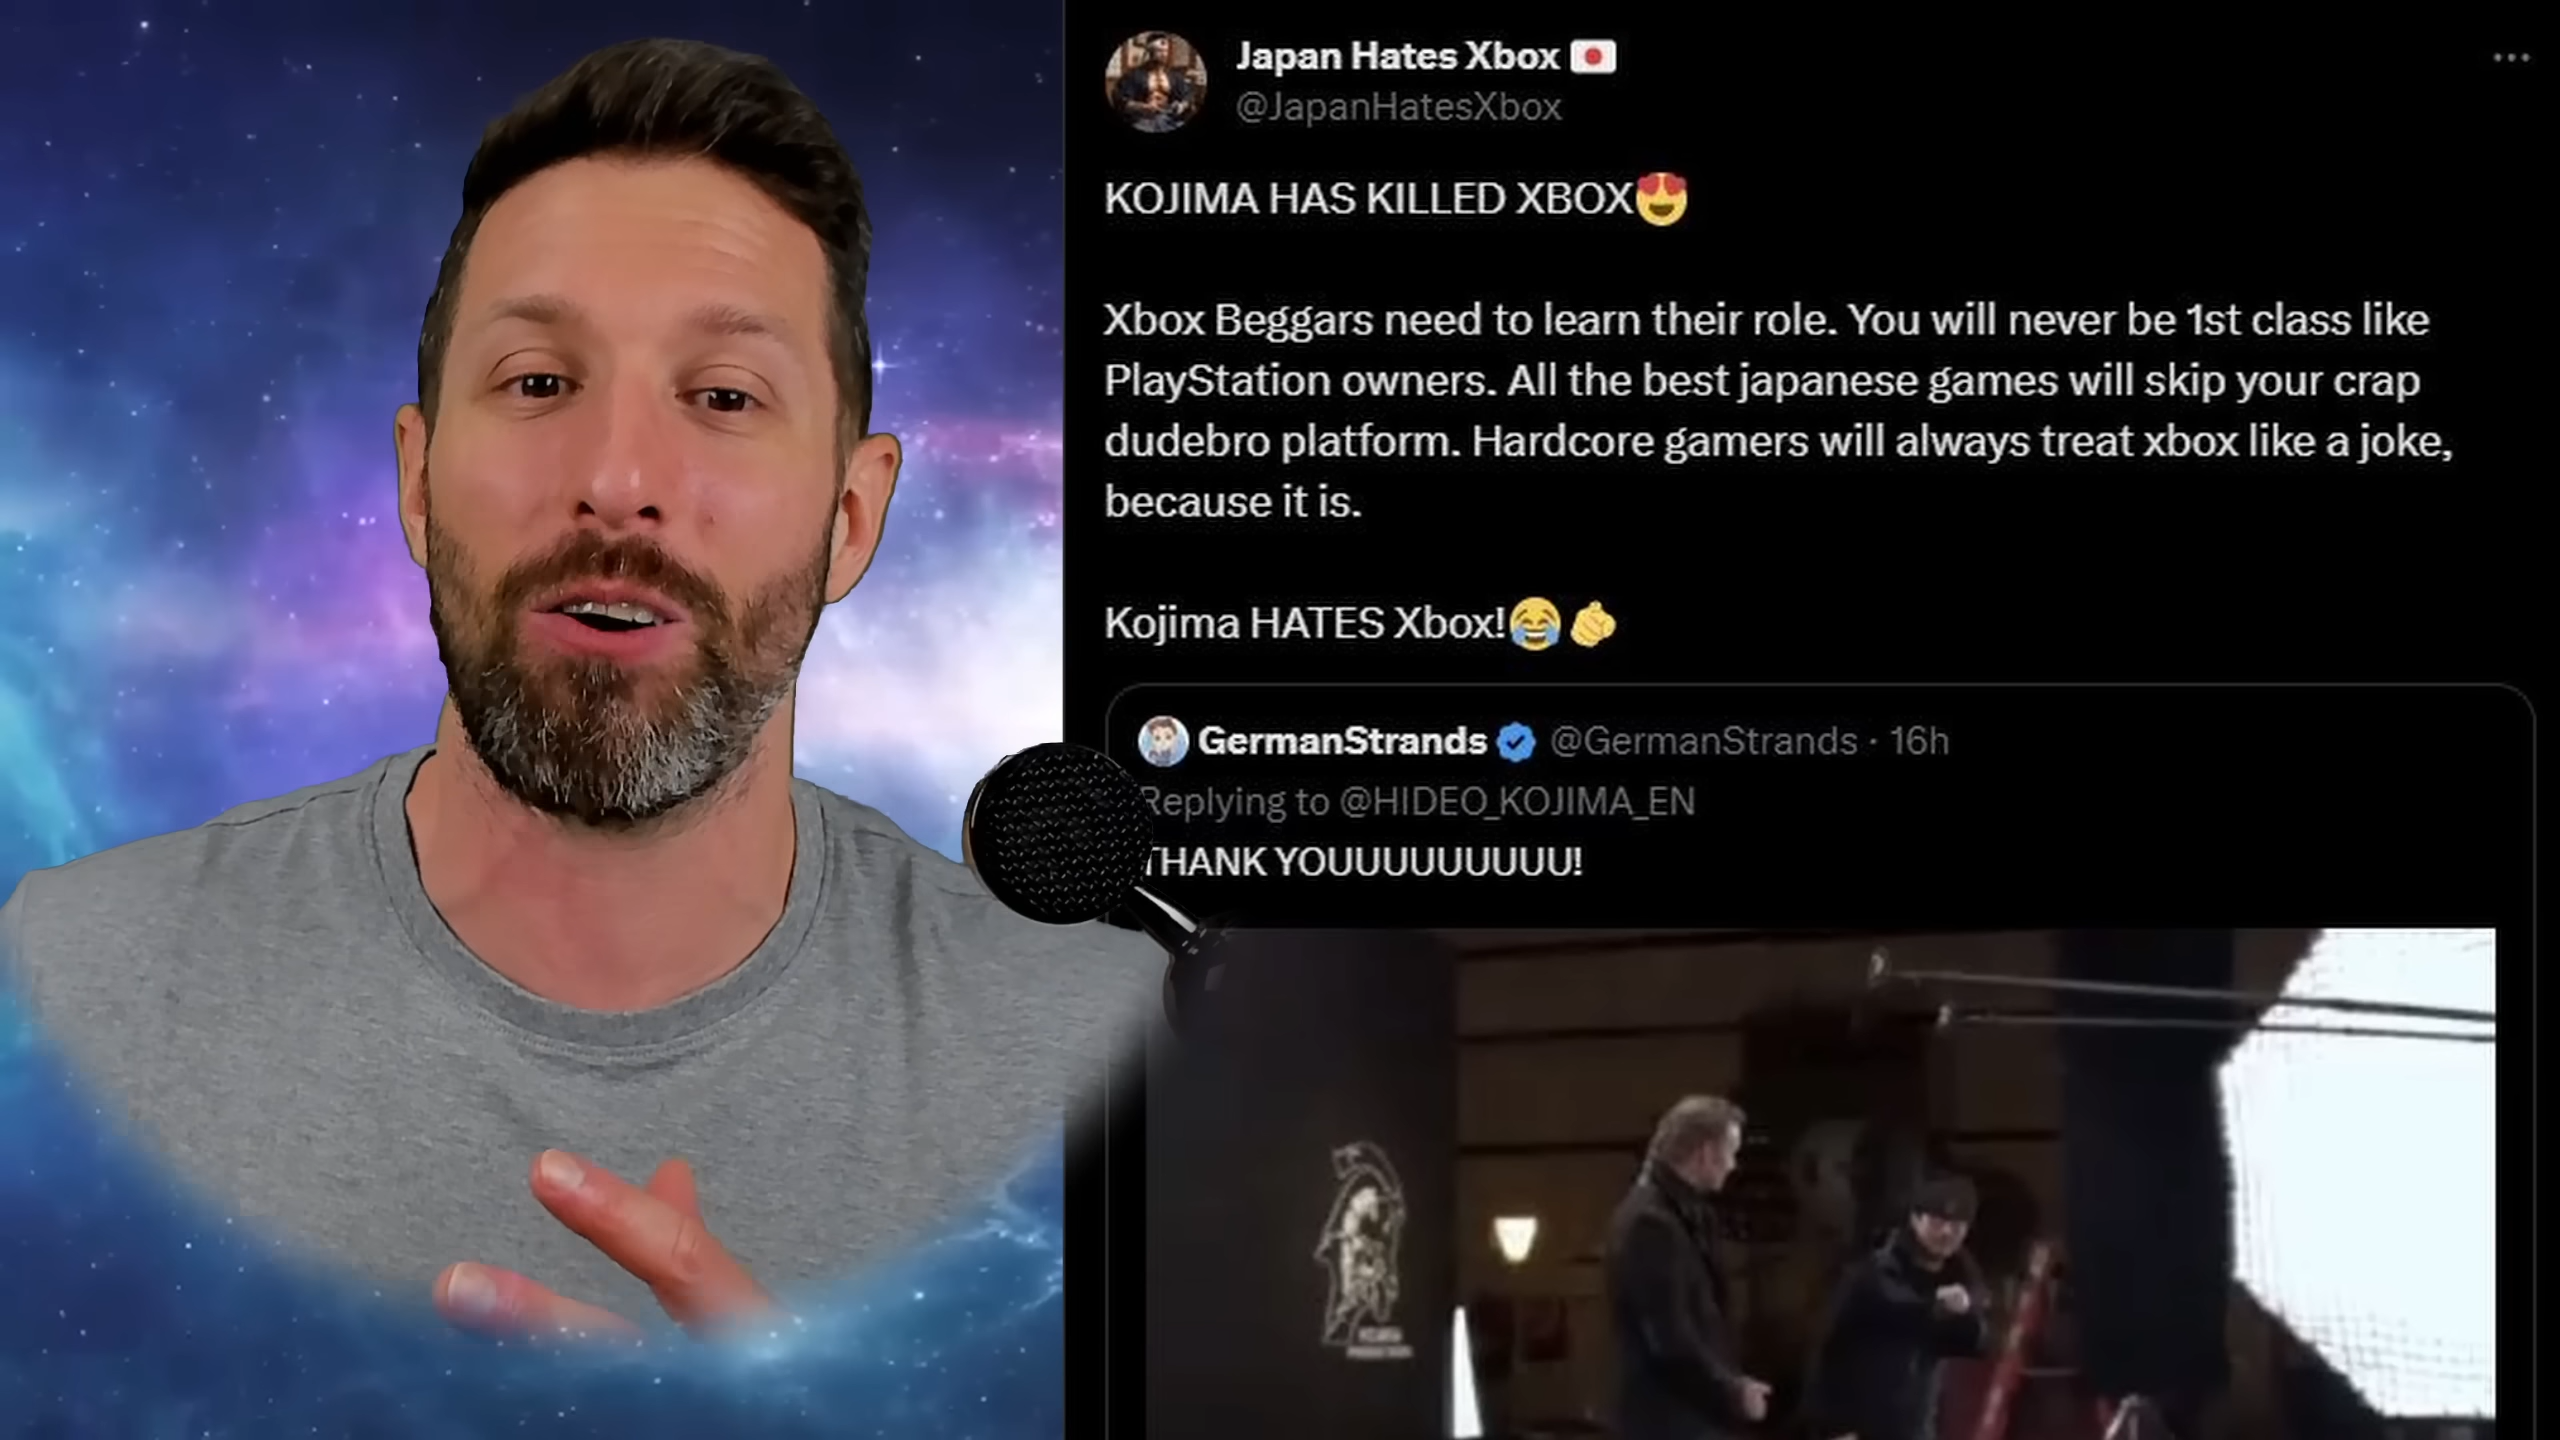 Japan Hates Xbox 🇯🇵
@JapanHatesXbox
KOJIMA HAS KILLED XBOX😍
Xbox Beggars need to learn their role. You will never be 1st class like
PlayStation owners. All the best japanese games will skip your crap
dudebro platform. Hardcore gamers will always treat xbox like a joke,
because it is.
Kojima HATES Xbox!😂🫵
GermanStrands @GermanStrands · 16h
Replying to @HIDEO_KOJIMA_EN
THANK YOUUUUUUUUU!